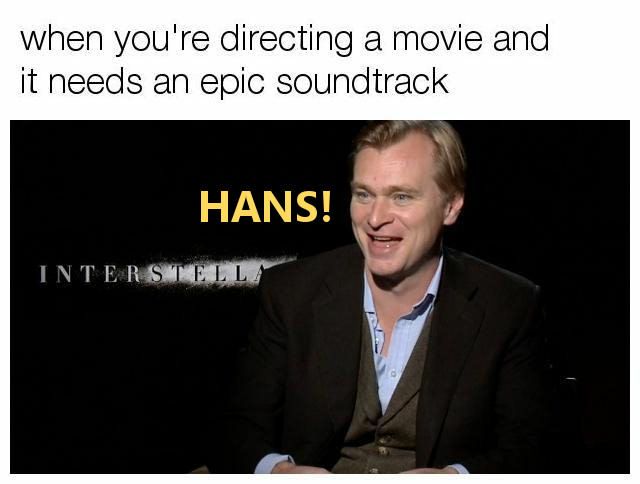 when you're directing a movie and
it needs an epic soundtrack
HANS!
INTERSTELLA